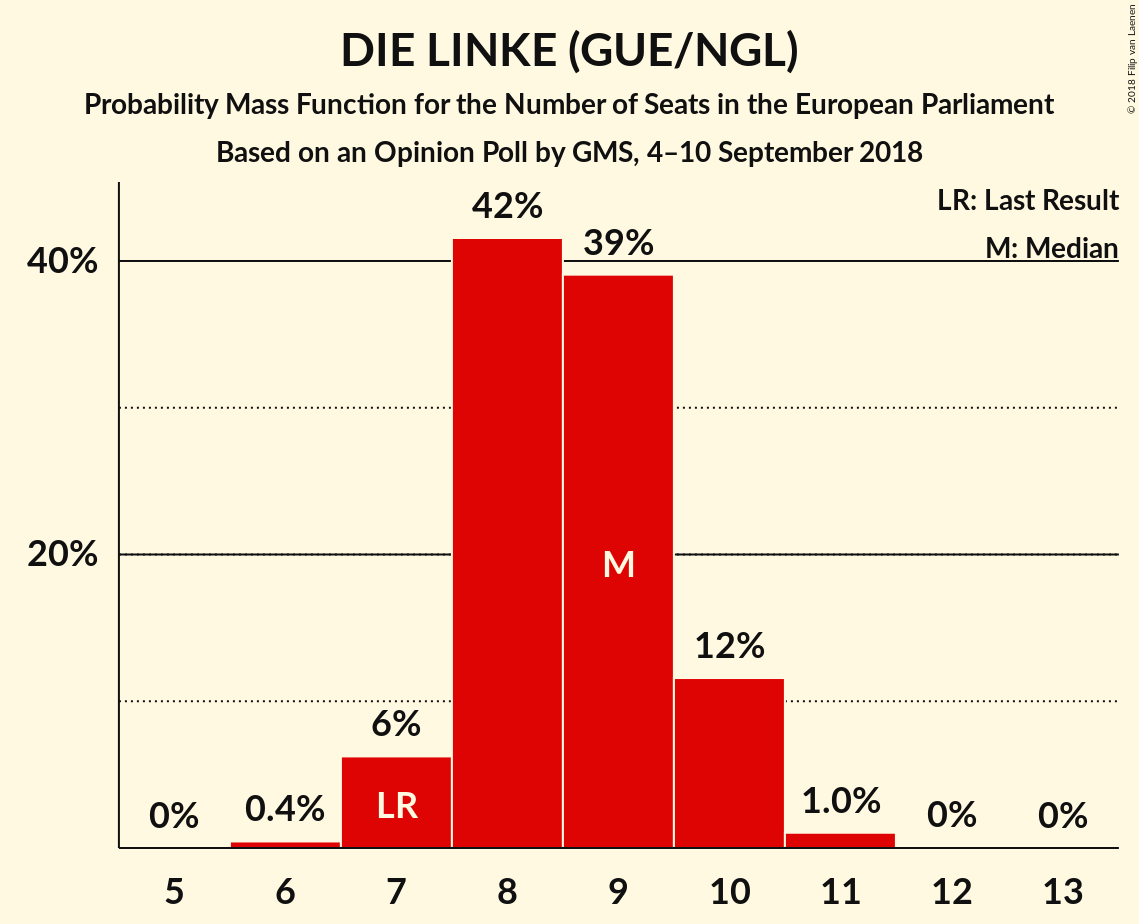 DIE LINKE (GUE/NGL)
Probability Mass Function for the Number of Seats in the European Parliament
Based on an Opinion Poll by GMS, 4–10 September 2018
© 2018 Filip van Laenen
LR: Last Result
M: Median
42%
39%
40%
20%
M
12%
6%
LR
0%
0.4%
1.0%
0%
0%
5 6 7 8 9 10 11 12 13